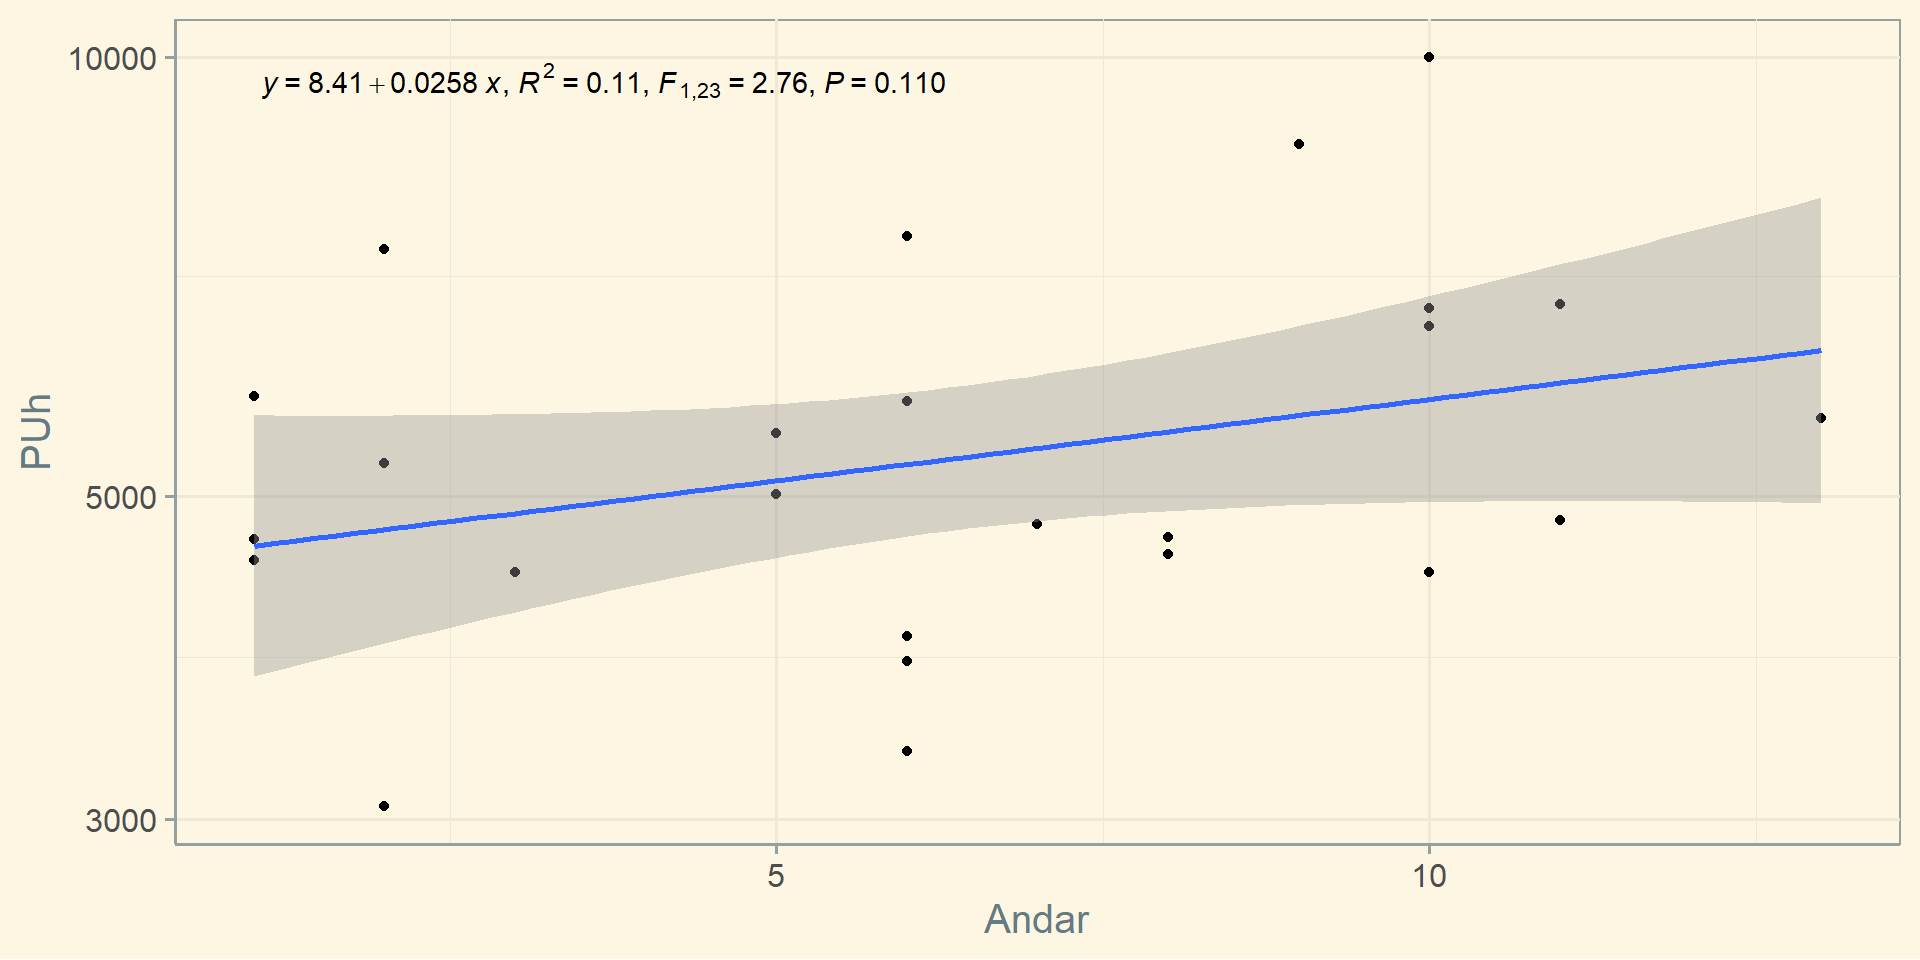 10000
y = 8.41 + 0.0258 x, R² = 0.11, F₁,₂₃ = 2.76, P = 0.110
PUh
5000
3000
5 10
Andar